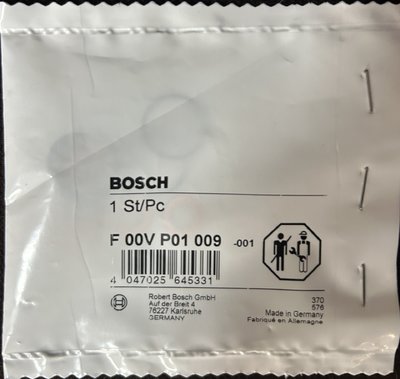 BOSCH
1 St/Pc
F 00V P01 009 -001
4 047025 645331
Robert Bosch GmbH
Auf der Breit 4
76227 Karlsruhe
GERMANY
370
576
Made in Germany
Fabriqué en Allemagne